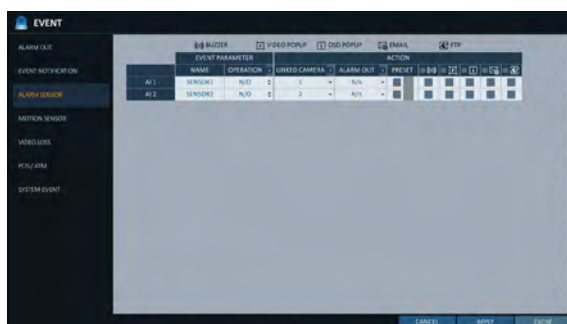 EVENT
ALARM OUT
BUZZER VIDEO POPUP OSD POPUP EMAIL FTP
EVENT PARAMETER ACTION
EVENT NOTIFICATION
NAME OPERATION LINKED CAMERA ALARM OUT PRESET
AI 1 SENSOR1 N/O 1 N/A
ALARM SENSOR
AI 2 SENSOR2 N/O 2 N/A
MOTION SENSOR
VIDEO LOSS
POS/ATM
SYSTEM EVENT
CANCEL APPLY CLOSE